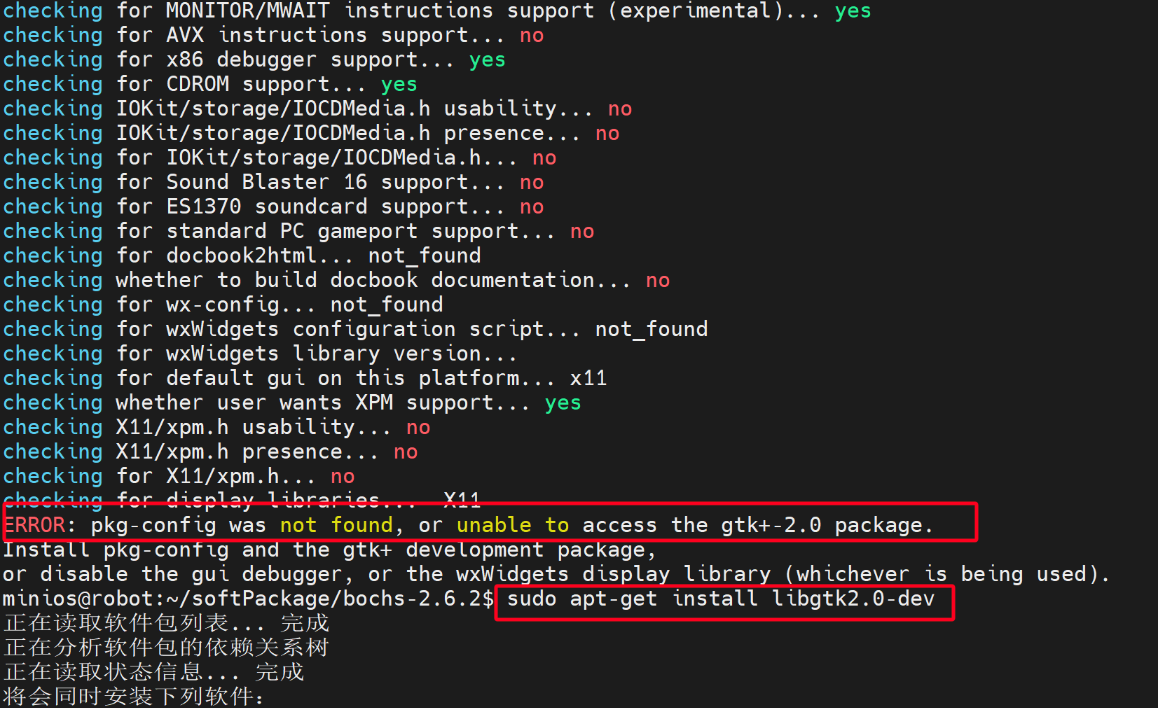 checking for MONITOR/MWAIT instructions support (experimental)... yes
checking for AVX instructions support... no
checking for x86 debugger support... yes
checking for CDROM support... yes
checking IOKit/storage/IOCDMedia.h usability... no
checking IOKit/storage/IOCDMedia.h presence... no
checking for IOKit/storage/IOCDMedia.h... no
checking for Sound Blaster 16 support... no
checking for ES1370 soundcard support... no
checking for standard PC gameport support... no
checking for docbook2html... not_found
checking whether to build docbook documentation... no
checking for wx-config... not_found
checking for wxWidgets configuration script... not_found
checking for wxWidgets library version...
checking for default gui on this platform... x11
checking whether user wants XPM support... yes
checking X11/xpm.h usability... no
checking X11/xpm.h presence... no
checking for X11/xpm.h... no
checking for display libraries... X11
ERROR: pkg-config was not found, or unable to access the gtk+-2.0 package.
Install pkg-config and the gtk+ development package,
or disable the gui debugger, or the wxWidgets display library (whichever is being used).
minios@robot:~/softPackage/bochs-2.6.2$ sudo apt-get install libgtk2.0-dev
正在读取软件包列表... 完成
正在分析软件包的依赖关系树
正在读取状态信息... 完成
将会同时安装下列软件: